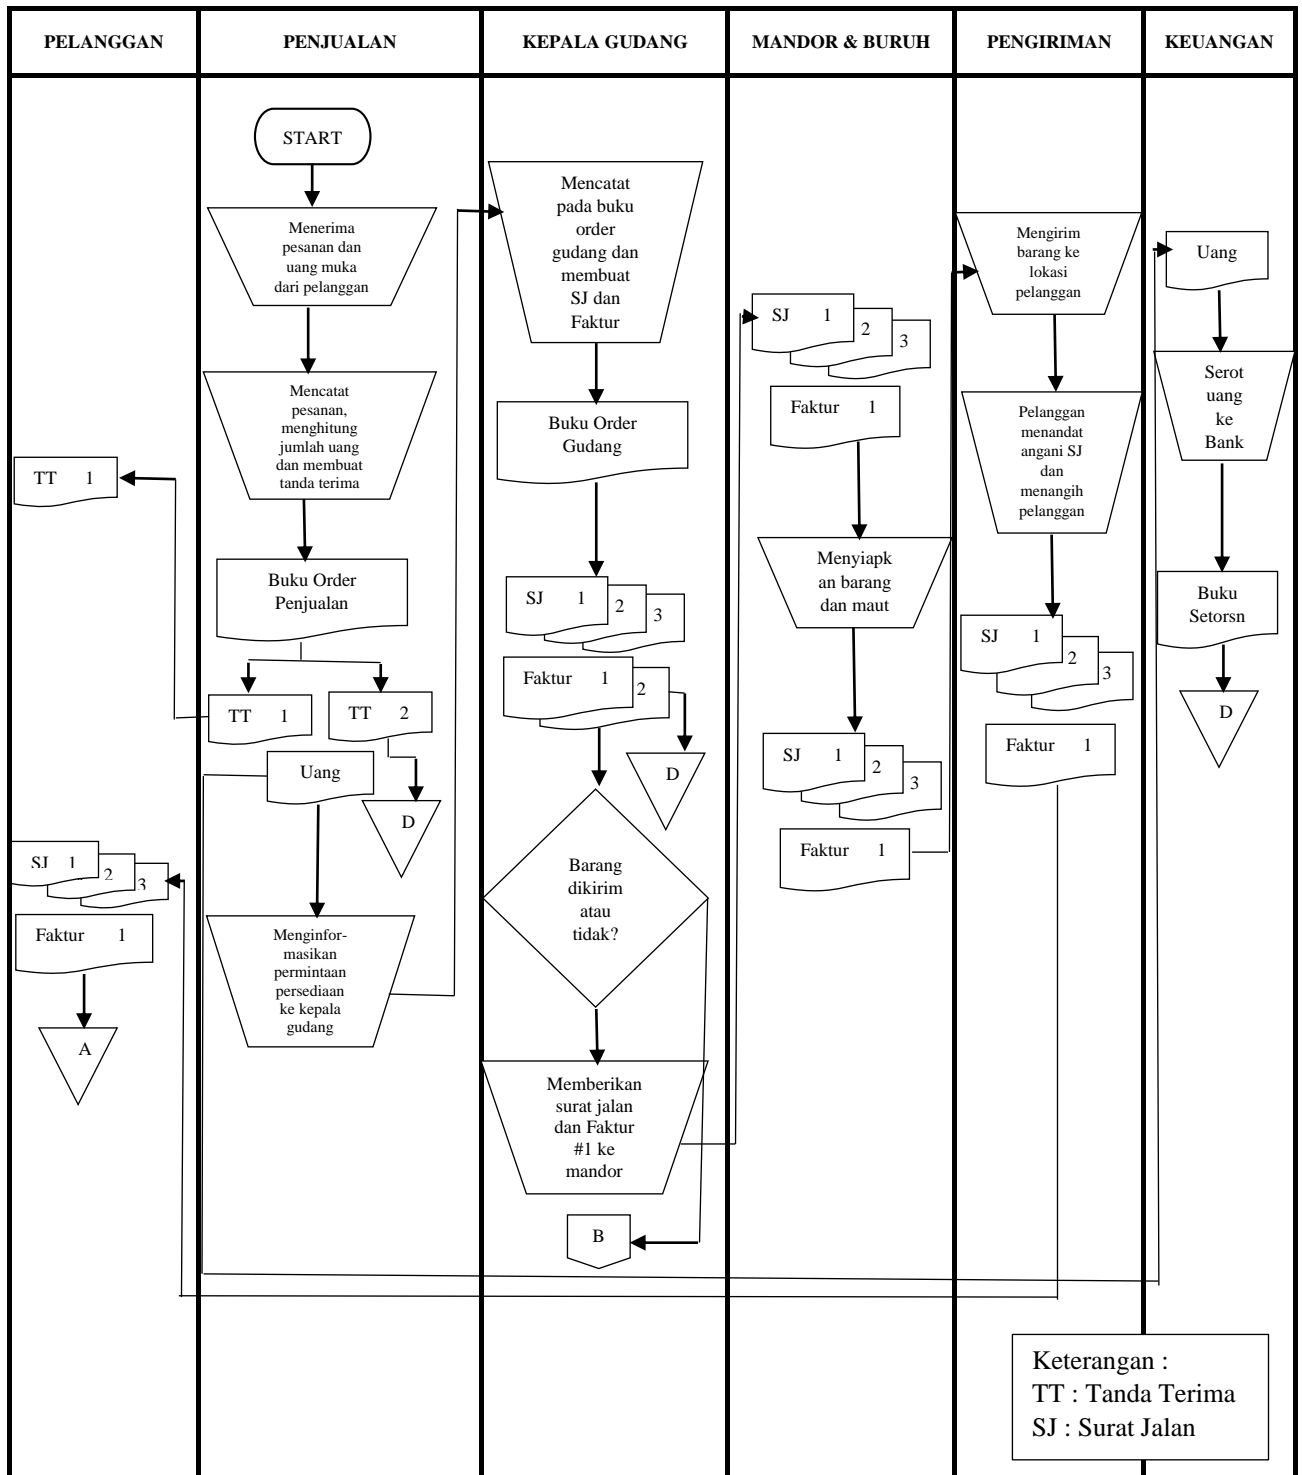 PELANGGAN
PENJUALAN
KEPALA GUDANG
MANDOR & BURUH
PENGIRIMAN
KEUANGAN
TT 1
SJ 1
2
3
Faktur 1
A
START
Menerima
pesanan dan
uang muka
dari pelanggan
Mencatat
pesanan,
menghitung
jumlah uang
dan membuat
tanda terima
Buku Order
Penjualan
TT 1
TT 2
Uang
D
Menginfor-
masikan
permintaan
persediaan
ke kepala
gudang
Mencatat
pada buku
order
gudang dan
membuat
SJ dan
Faktur
Buku Order
Gudang
SJ 1
2
3
Faktur 1
2
D
Barang
dikirim
atau
tidak?
Memberikan
surat jalan
dan Faktur
#1 ke
mandor
B
SJ 1
2
3
Faktur 1
Menyiapk
an barang
dan maut
SJ 1
2
3
Faktur 1
Mengirim
barang ke
lokasi
pelanggan
Pelanggan
menandat
angani SJ
dan
menangih
pelanggan
SJ 1
2
3
Faktur 1
Uang
Serot
uang
ke
Bank
Buku
Setorsn
D
Keterangan :
TT : Tanda Terima
SJ : Surat Jalan